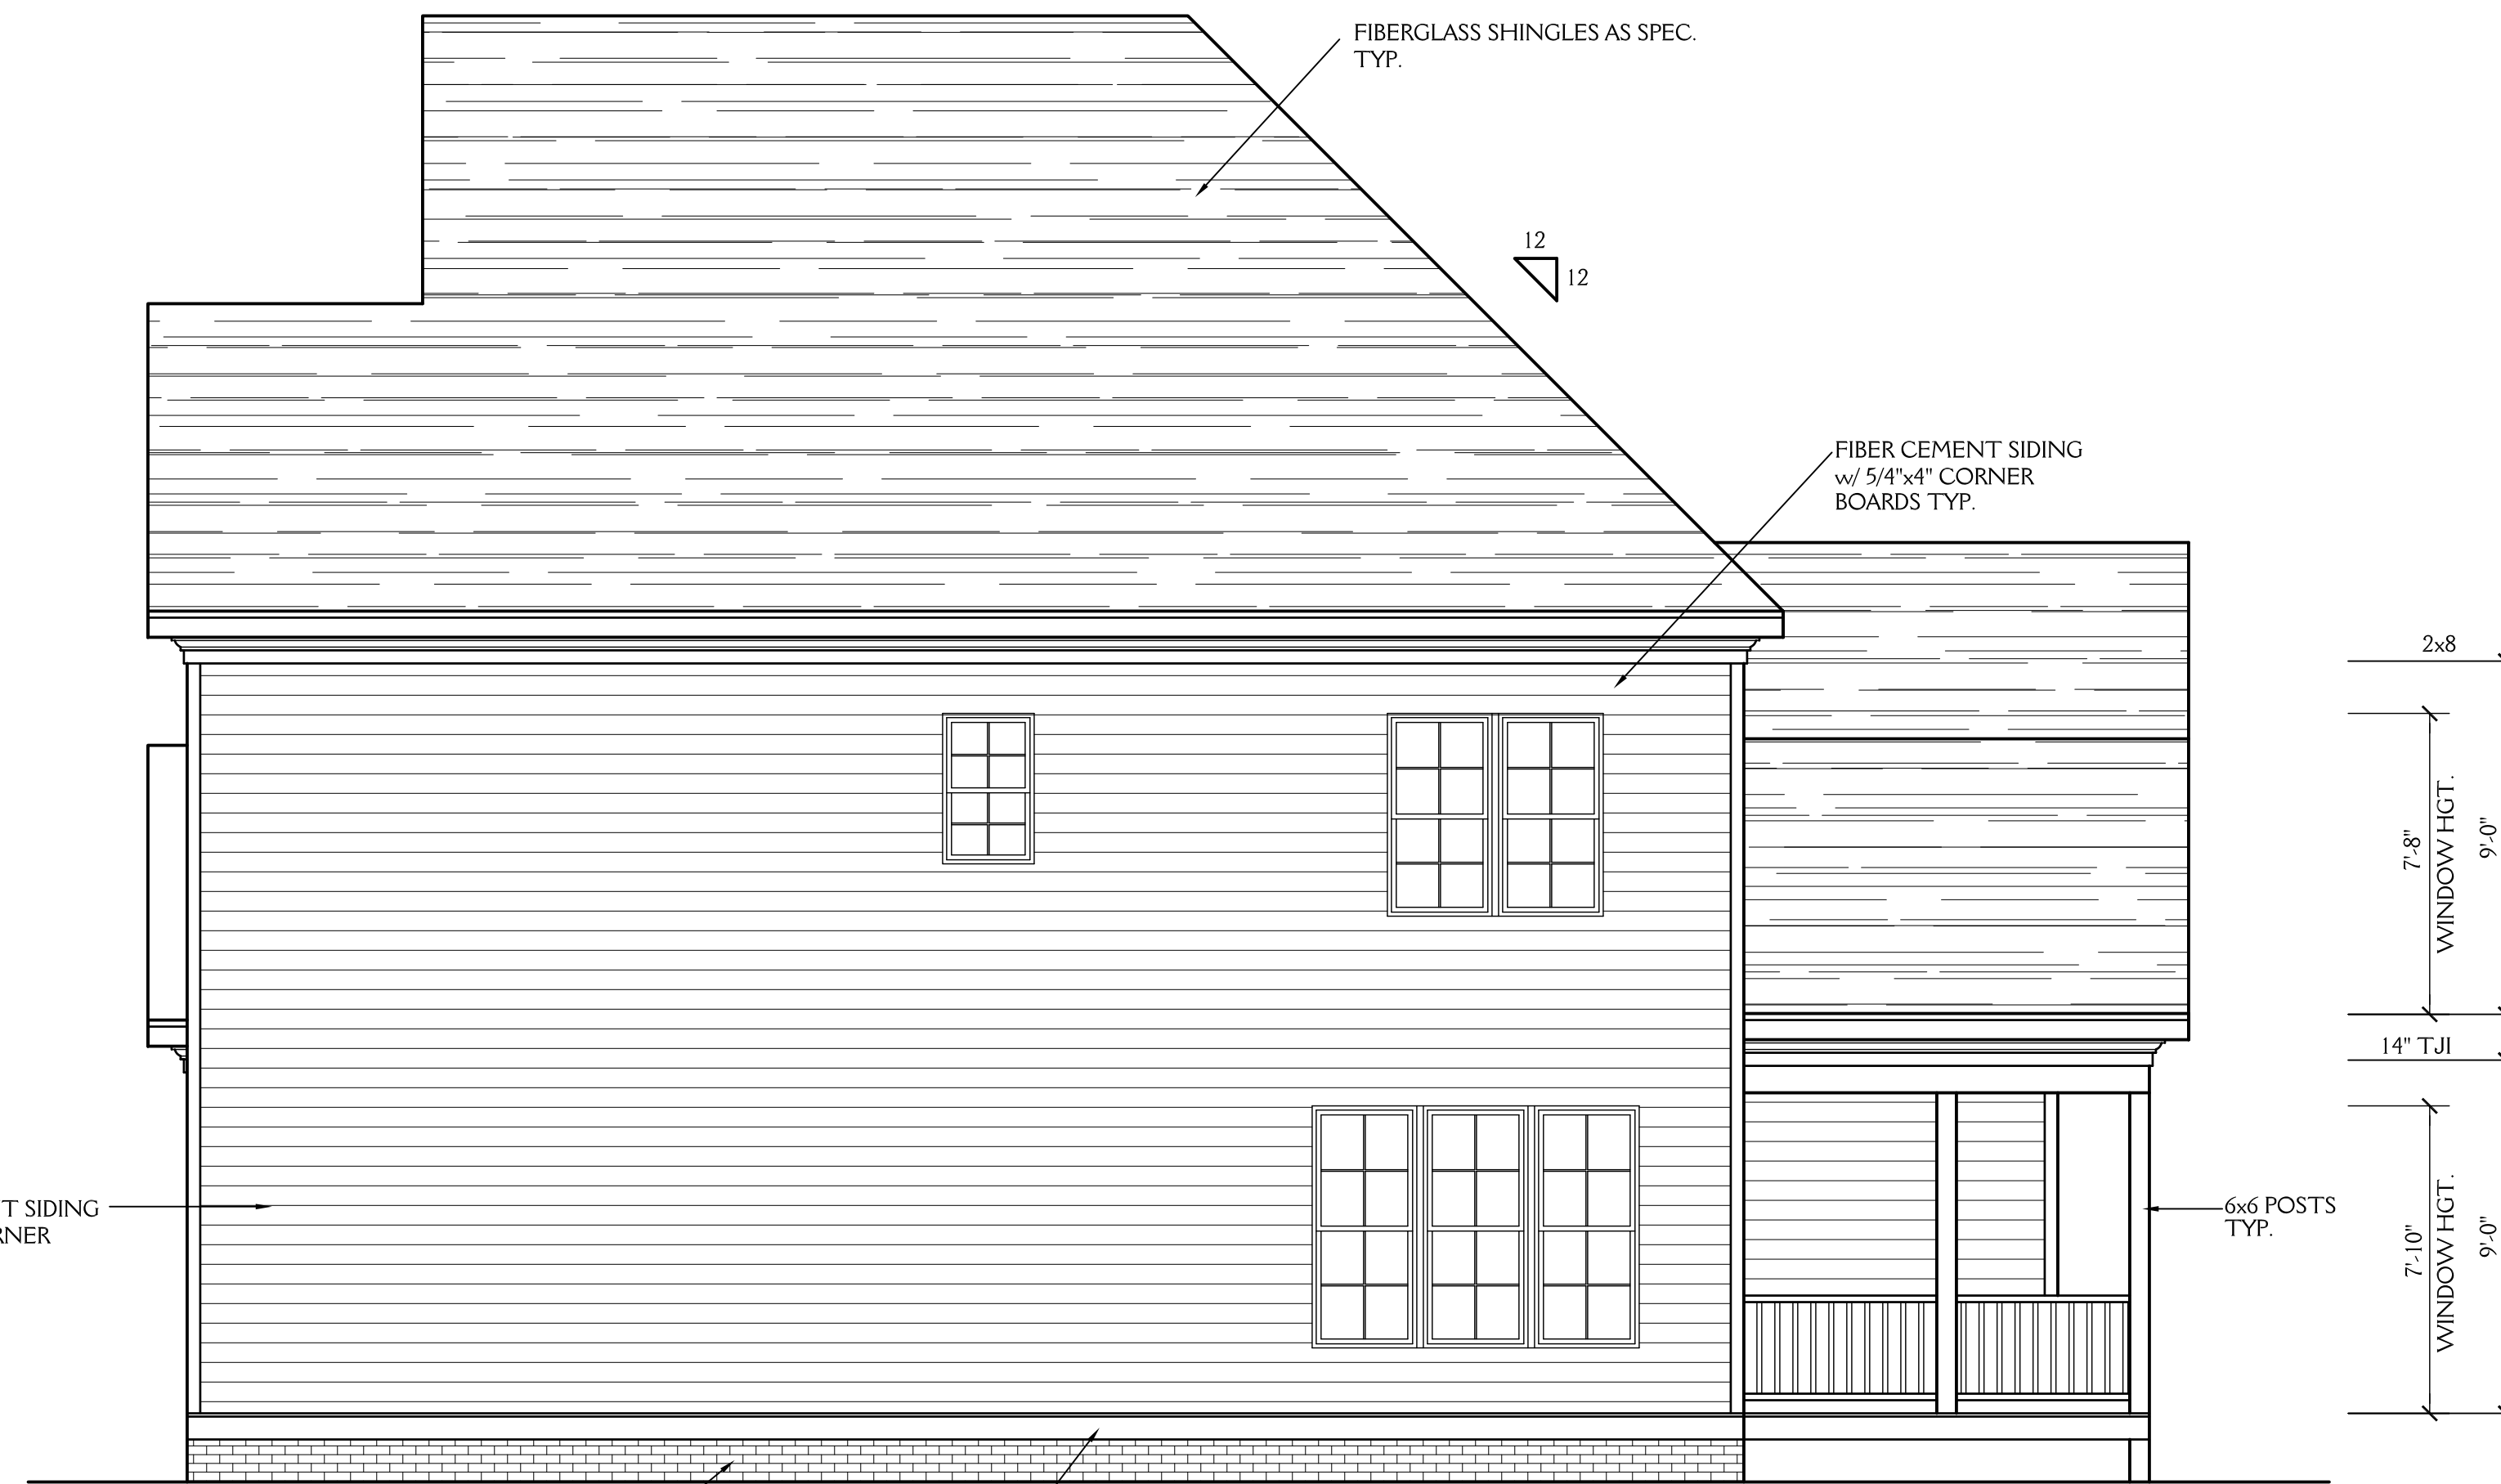 FIBERGLASS SHINGLES AS SPEC.
TYP.
12
12
FIBER CEMENT SIDING
w/ 5/4"x4" CORNER
BOARDS TYP.
2x8
7'-8"
WINDOW HGT.
9'-0"
14" TJI
T SIDING
RNER
6x6 POSTS
TYP.
7'-10"
WINDOW HGT.
9'-0"